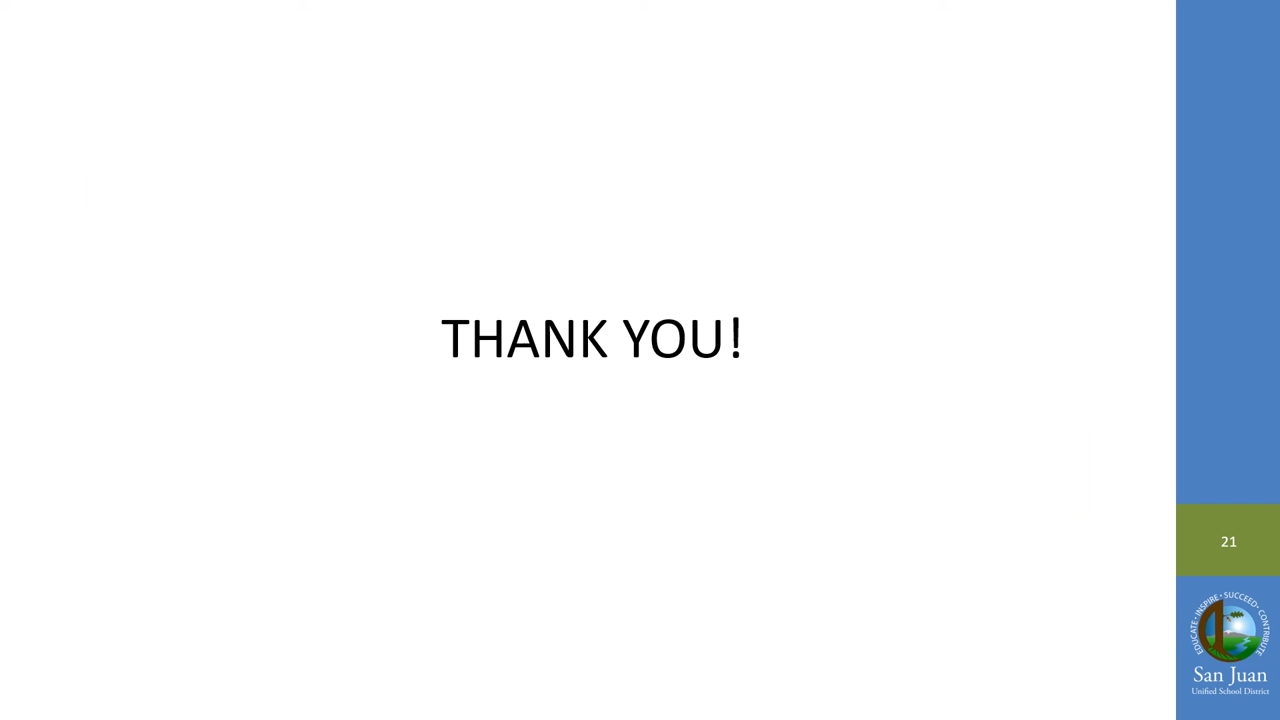 THANK YOU!
21
EDUCATE • INSPIRE • SUCCEED • CONTRIBUTE
San Juan
Unified School District